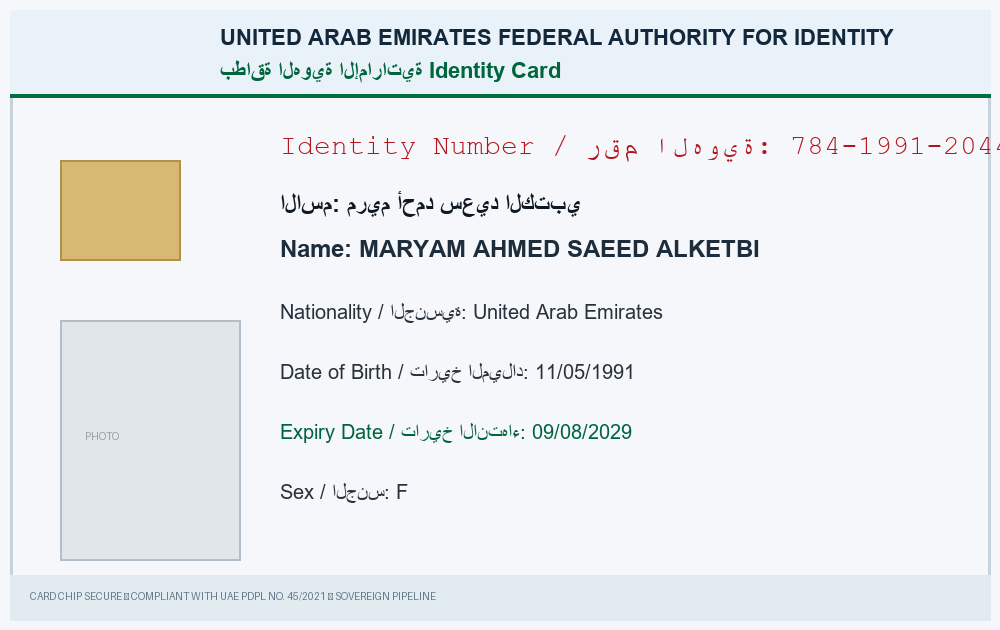 UNITED ARAB EMIRATES FEDERAL AUTHORITY FOR IDENTITY
بطاقة الهوية الإماراتية Identity Card
Identity Number / رقم الهوية: 784-1991-204
الاسم: مريم أحمد سعيد الكتبي
Name: MARYAM AHMED SAEED ALKETBI
Nationality / الجنسية: United Arab Emirates
Date of Birth / تاريخ الميلاد: 11/05/1991
Expiry Date / تاريخ الانتهاء: 09/08/2029
Sex / الجنس: F
PHOTO
CARD CHIP SECURE COMPLIANT WITH UAE PDPL NO. 45/2021 SOVEREIGN PIPELINE